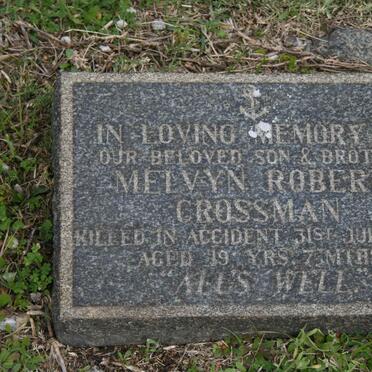 IN LOVING MEMORY
OUR BELOVED SON & BROT
MELVYN ROBER
CROSSMAN
KILLED IN ACCIDENT 31ST JU
AGED 19 YRS. 7 MTHS
"ALL'S WELL."